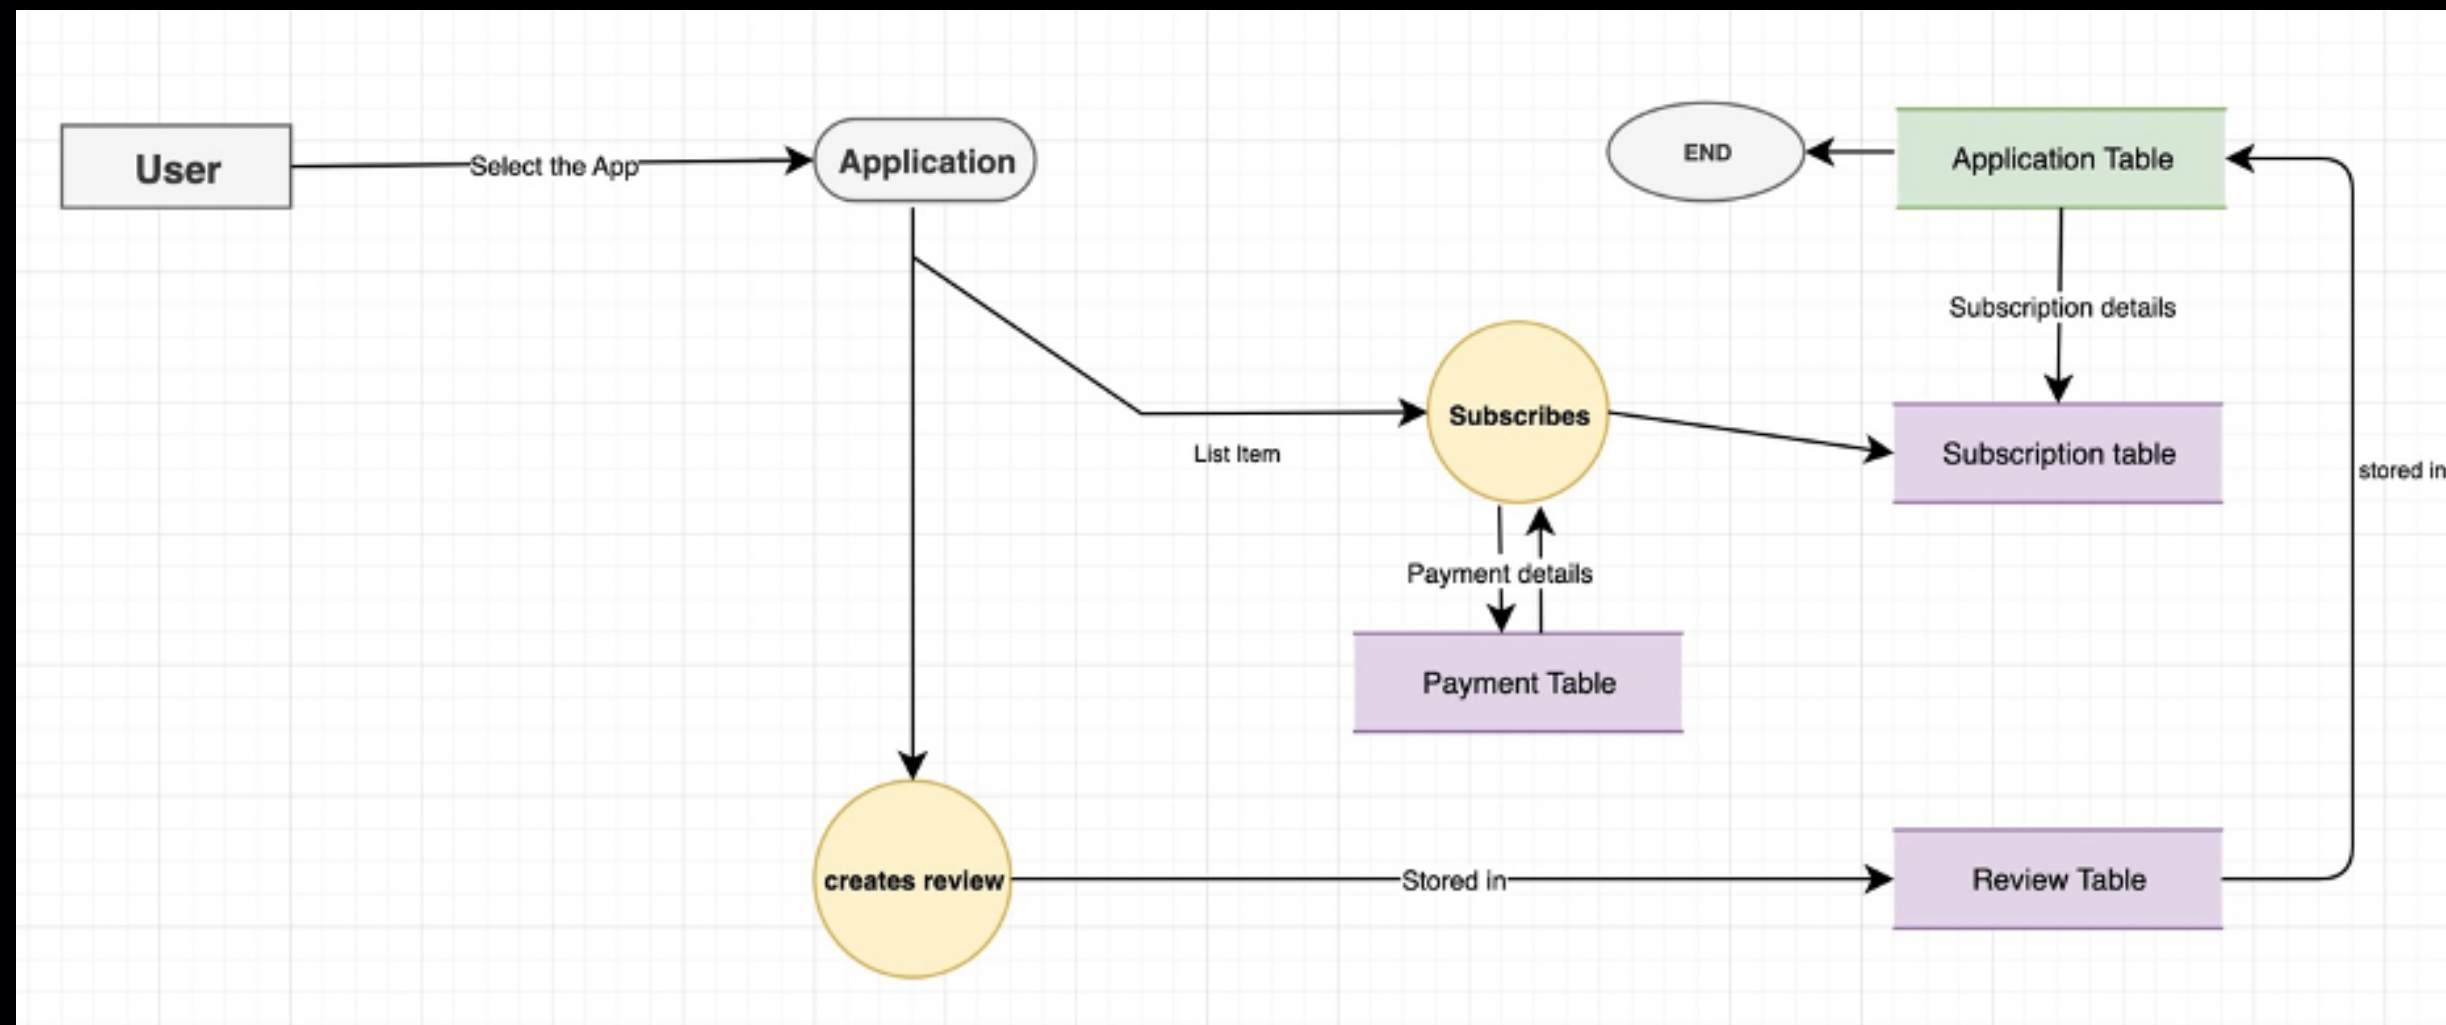 User
Select the App
Application
END
Application Table
Subscription details
Subscribes
List Item
Subscription table
stored in
Payment details
Payment Table
creates review
Stored in
Review Table